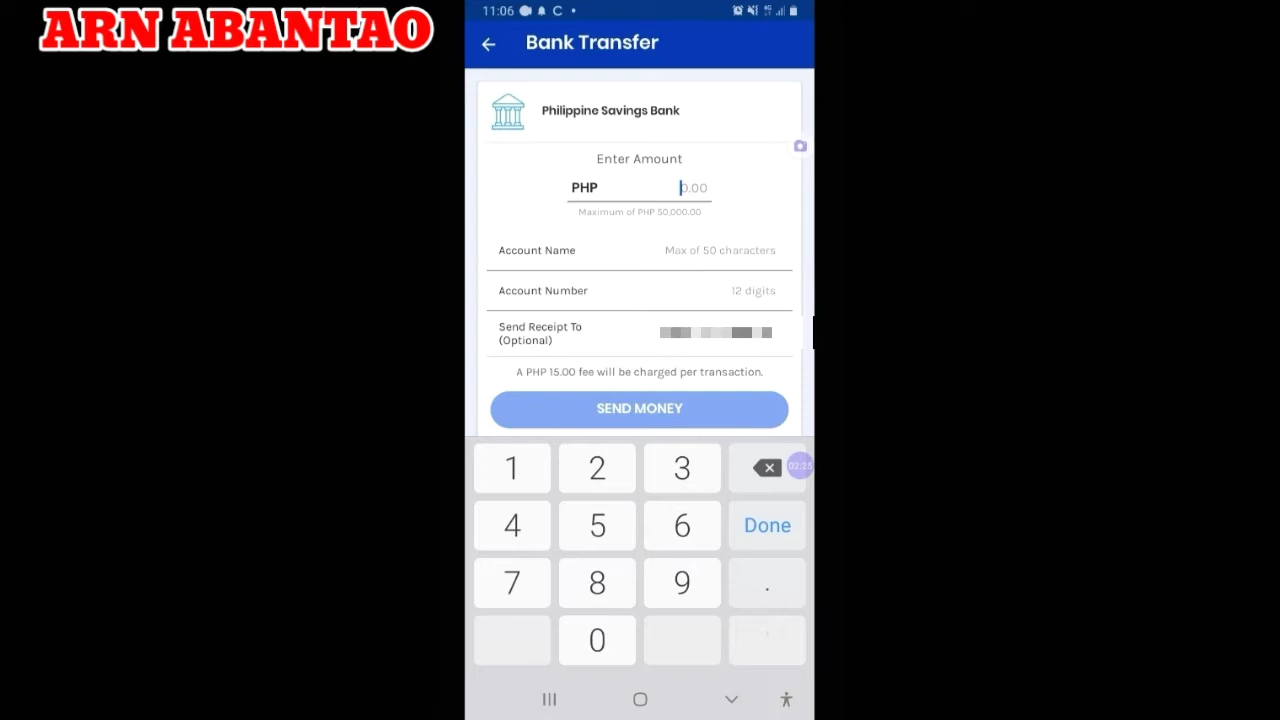 ARN ABANTAO
11:06
Bank Transfer
Philippine Savings Bank
Enter Amount
PHP 0.00
Maximum of PHP 50,000.00
Account Name Max of 50 characters
Account Number 12 digits
Send Receipt To
(Optional)
A PHP 15.00 fee will be charged per transaction.
SEND MONEY
1 2 3
02:25
4 5 6 Done
7 8 9 .
0 ,